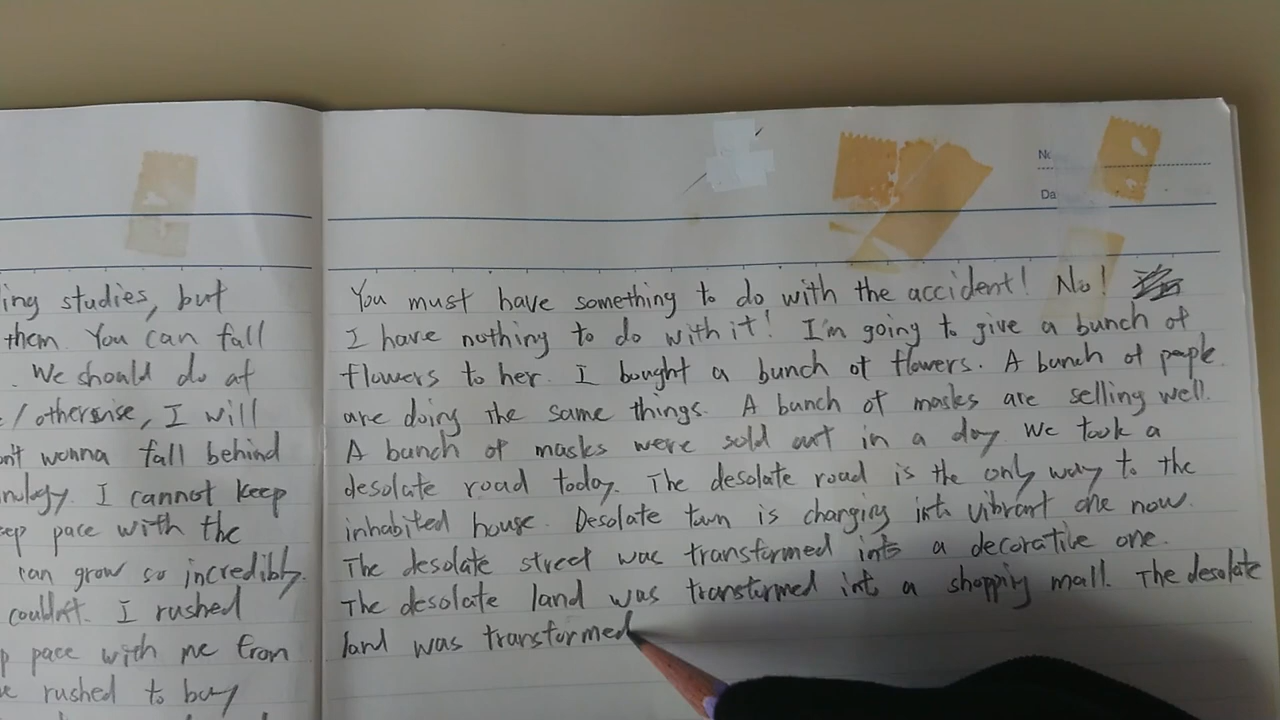 No
Da
ing studies, but
them You can fall
. We should do at
e/otherwise, I will
on't wonna fall behind
nology. I cannot keep
eep pace with the
can grow so incredibly.
couldn't. I rushed
p pace with me from
e rushed to buy
You must have something to do with the accident! No!
I have nothing to do with it! I'm going to give a bunch of
flowers to her. I bought a bunch of flowers. A bunch of people
are doing the same things. A bunch of masks are selling well.
A bunch of masks were sold out in a day We took a
desolate road today. The desolate road is the only way to the
inhabited house. Desolate town is changing into vibrant one now.
The desolate street was transformed into a decorative one.
The desolate land was transformed into a shopping mall. The desolate
land was transformed